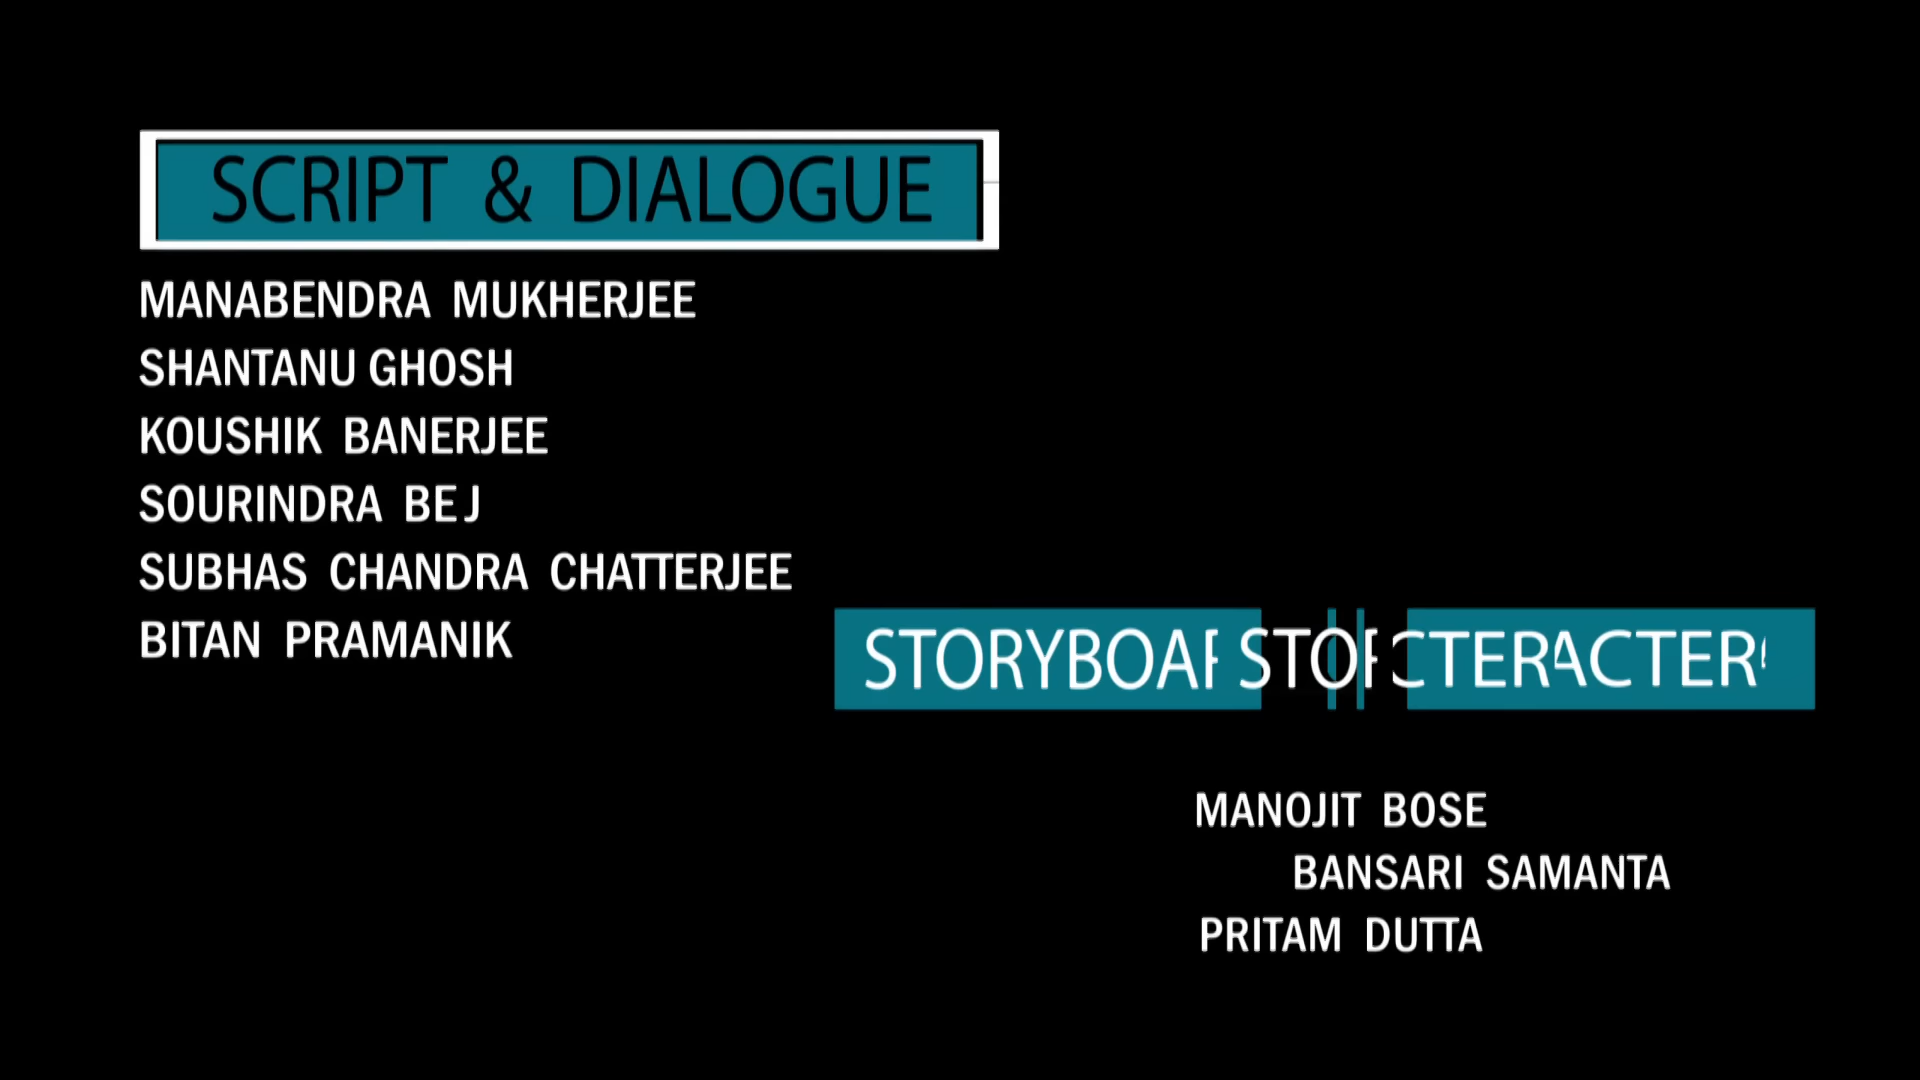 SCRIPT & DIALOGUE
MANABENDRA MUKHERJEE
SHANTANU GHOSH
KOUSHIK BANERJEE
SOURINDRA BEJ
SUBHAS CHANDRA CHATTERJEE
BITAN PRAMANIK
MANOJIT BOSE
BANSARI SAMANTA
PRITAM DUTTA